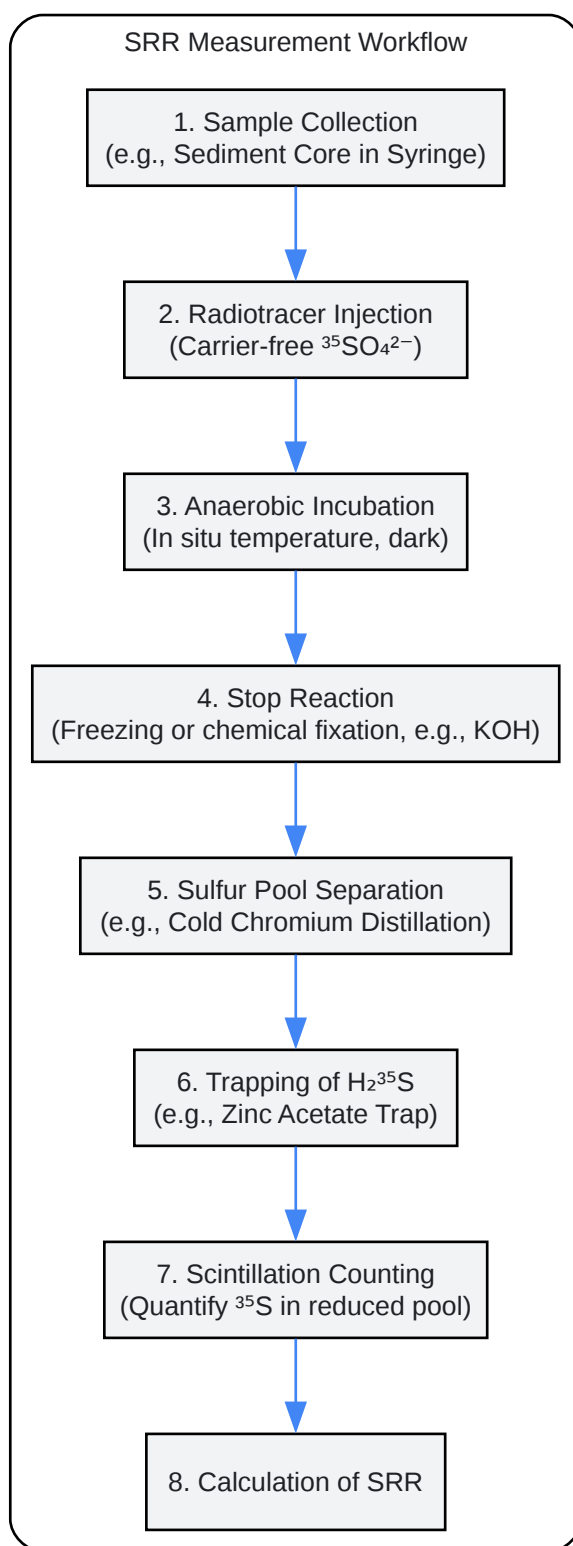 SRR Measurement Workflow
1. Sample Collection
(e.g., Sediment Core in Syringe)
2. Radiotracer Injection
(Carrier-free ³⁵SO₄²⁻)
3. Anaerobic Incubation
(In situ temperature, dark)
4. Stop Reaction
(Freezing or chemical fixation, e.g., KOH)
5. Sulfur Pool Separation
(e.g., Cold Chromium Distillation)
6. Trapping of H₂³⁵S
(e.g., Zinc Acetate Trap)
7. Scintillation Counting
(Quantify ³⁵S in reduced pool)
8. Calculation of SRR